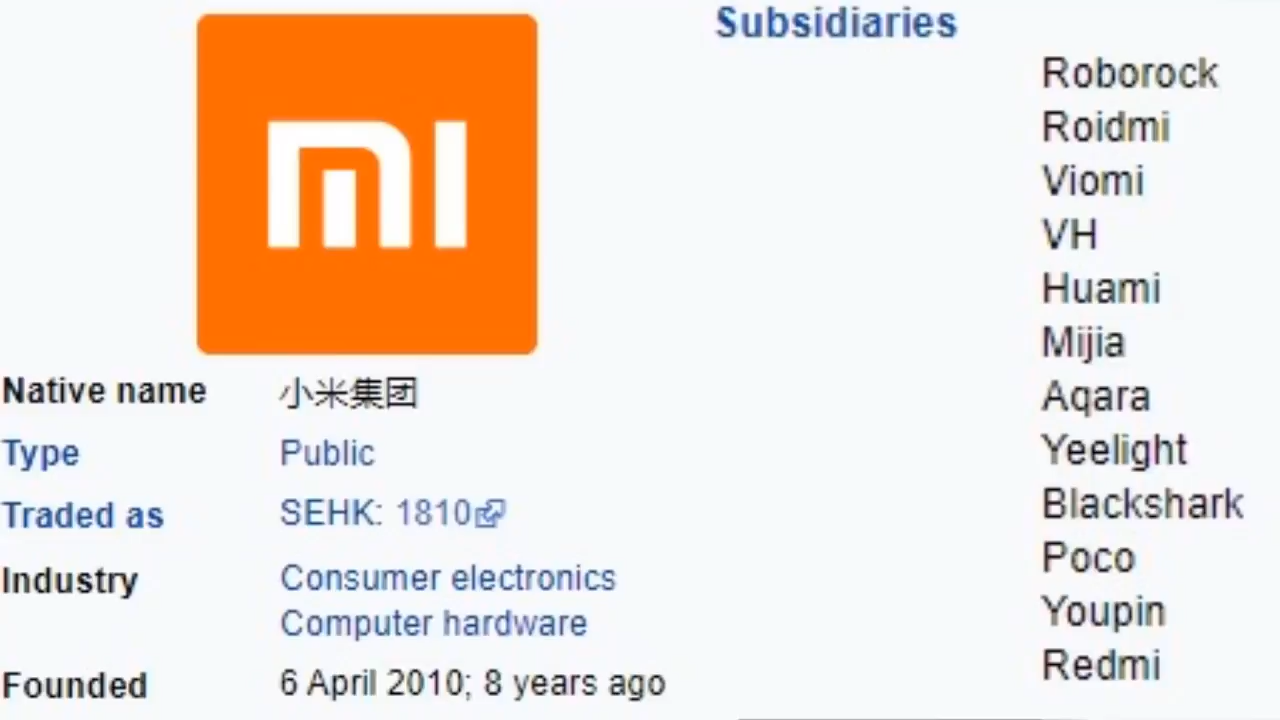 mi
Native name 小米集团
Type Public
Traded as SEHK: 1810
Industry Consumer electronics
Computer hardware
Founded 6 April 2010; 8 years ago
Subsidiaries
Roborock
Roidmi
Viomi
VH
Huami
Mijia
Aqara
Yeelight
Blackshark
Poco
Youpin
Redmi